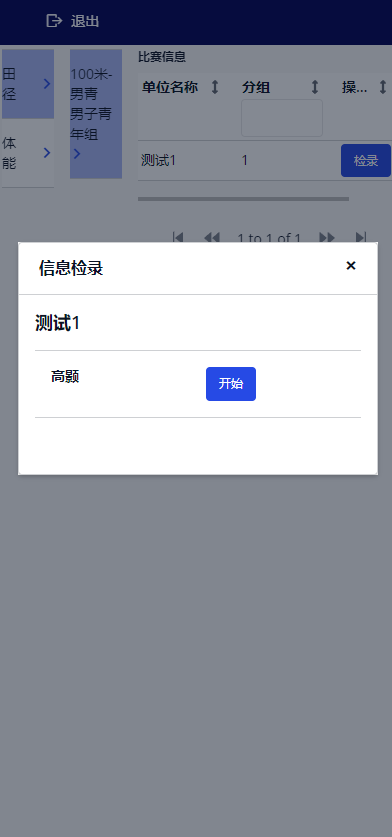 退出
田径
体能
100米-男青
男子青年组
比赛信息
单位名称 分组 操...
测试1 1 检录
1 to 1 of 1
信息检录 ×
测试1
高颢 开始